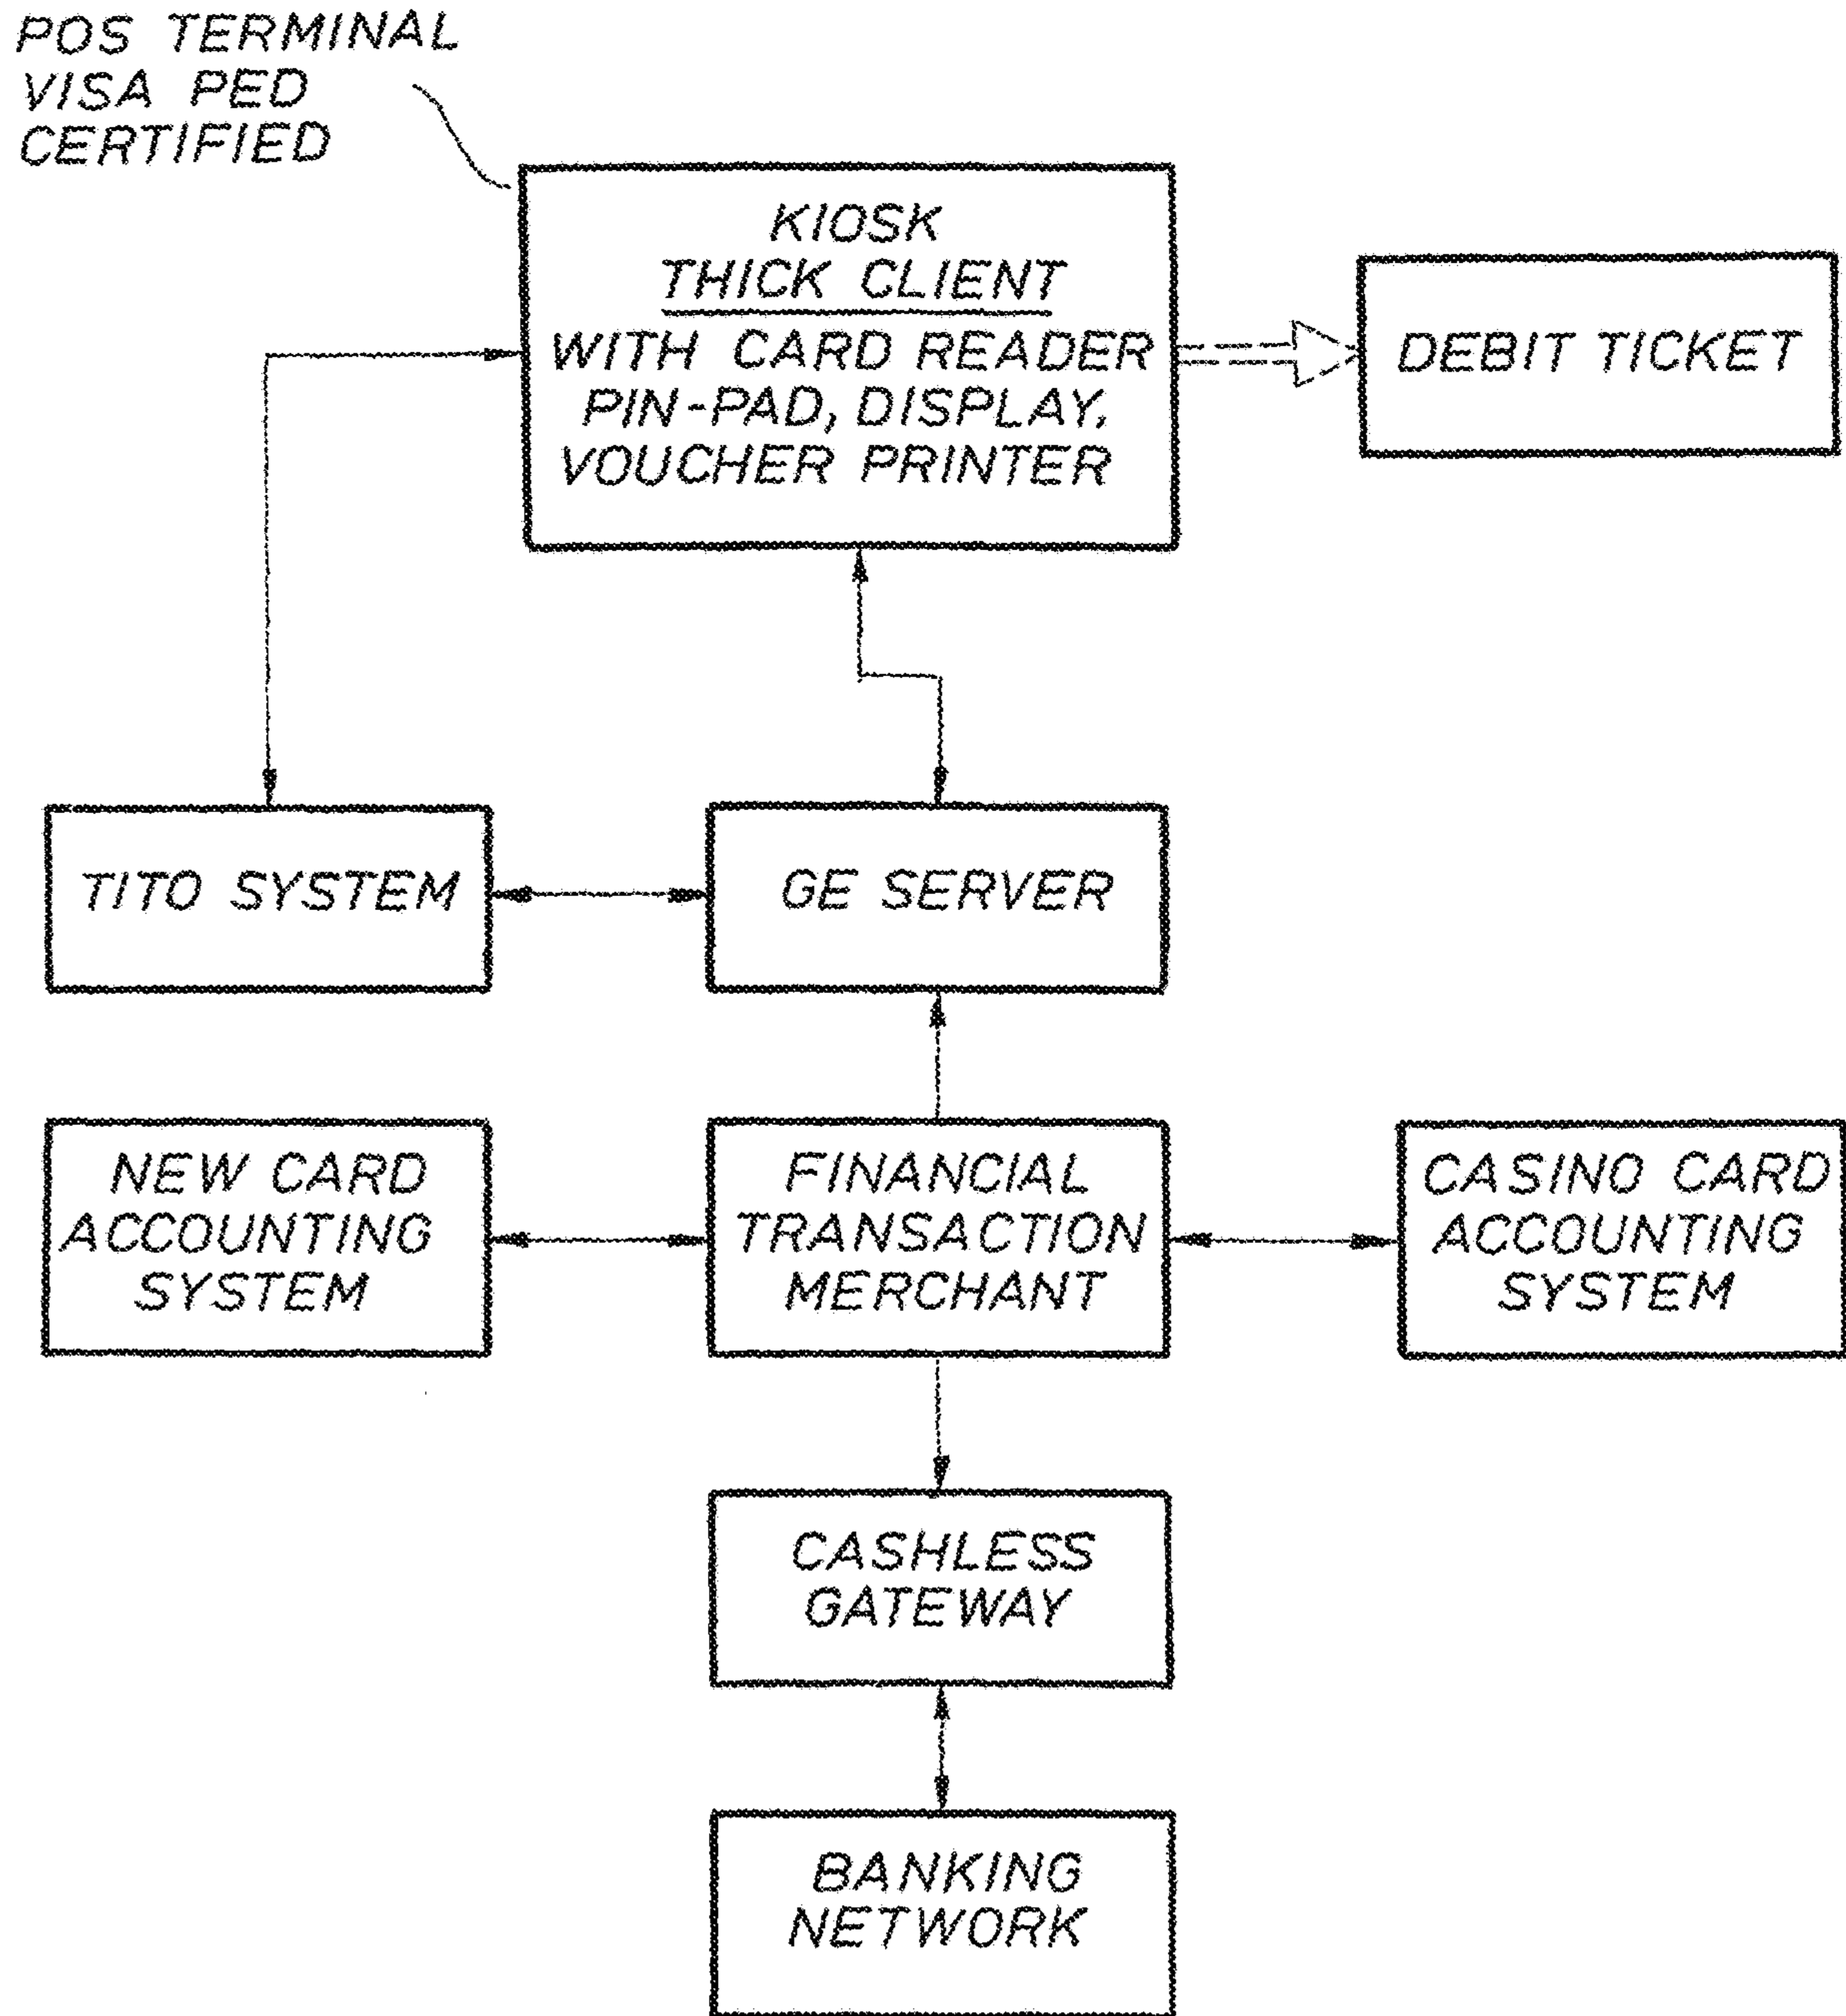 POS TERMINAL
VISA PED
CERTIFIED
KIOSK
THICK CLIENT
WITH CARD READER
PIN-PAD, DISPLAY,
VOUCHER PRINTER
DEBIT TICKET
TITO SYSTEM
GE SERVER
NEW CARD
ACCOUNTING
SYSTEM
FINANCIAL
TRANSACTION
MERCHANT
CASINO CARD
ACCOUNTING
SYSTEM
CASHLESS
GATEWAY
BANKING
NETWORK